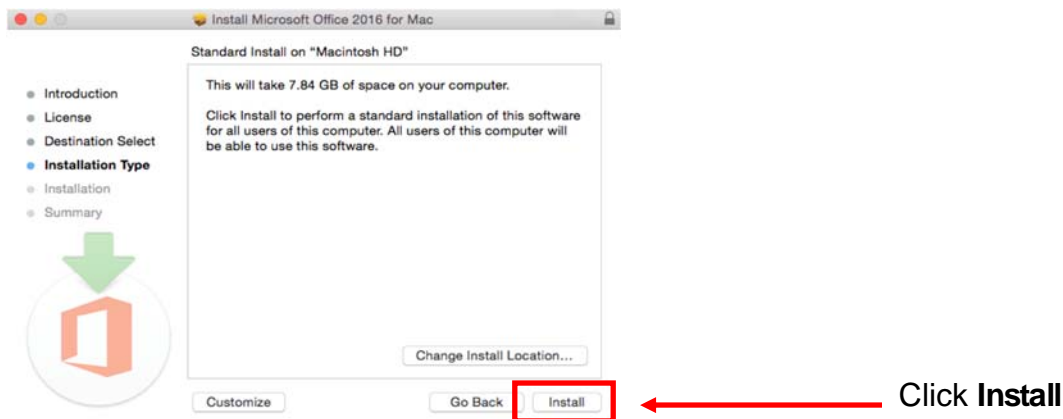 Install Microsoft Office 2016 for Mac
Standard Install on "Macintosh HD"
Introduction
License
Destination Select
Installation Type
Installation
Summary
This will take 7.84 GB of space on your computer.
Click Install to perform a standard installation of this software
for all users of this computer. All users of this computer will
be able to use this software.
Change Install Location...
Customize
Go Back
Install
Click Install